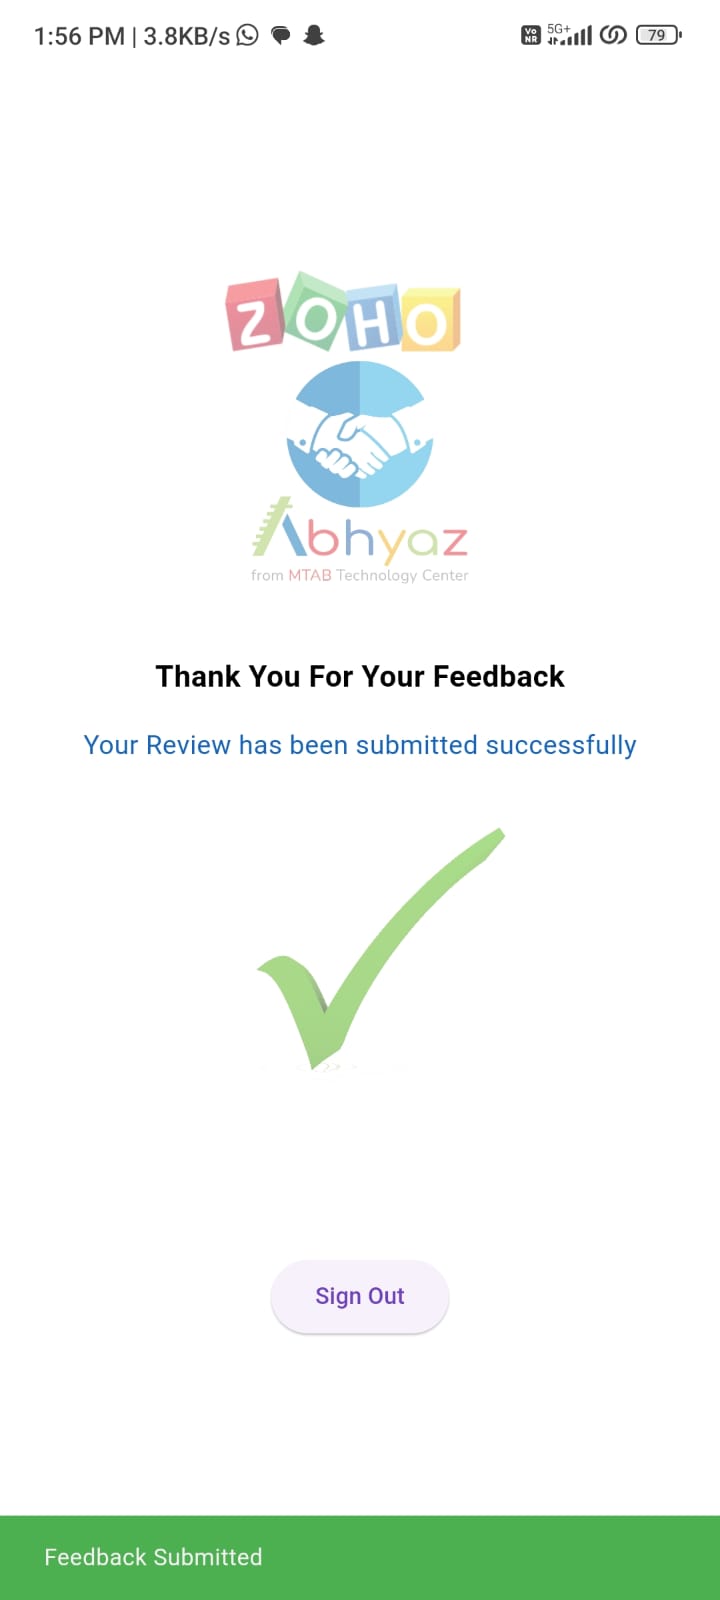 1:56 PM | 3.8KB/s
Vo
NR
5G+
79
ZOHO
Abhyaz
from MTAB Technology Center
Thank You For Your Feedback
Your Review has been submitted successfully
Sign Out
Feedback Submitted